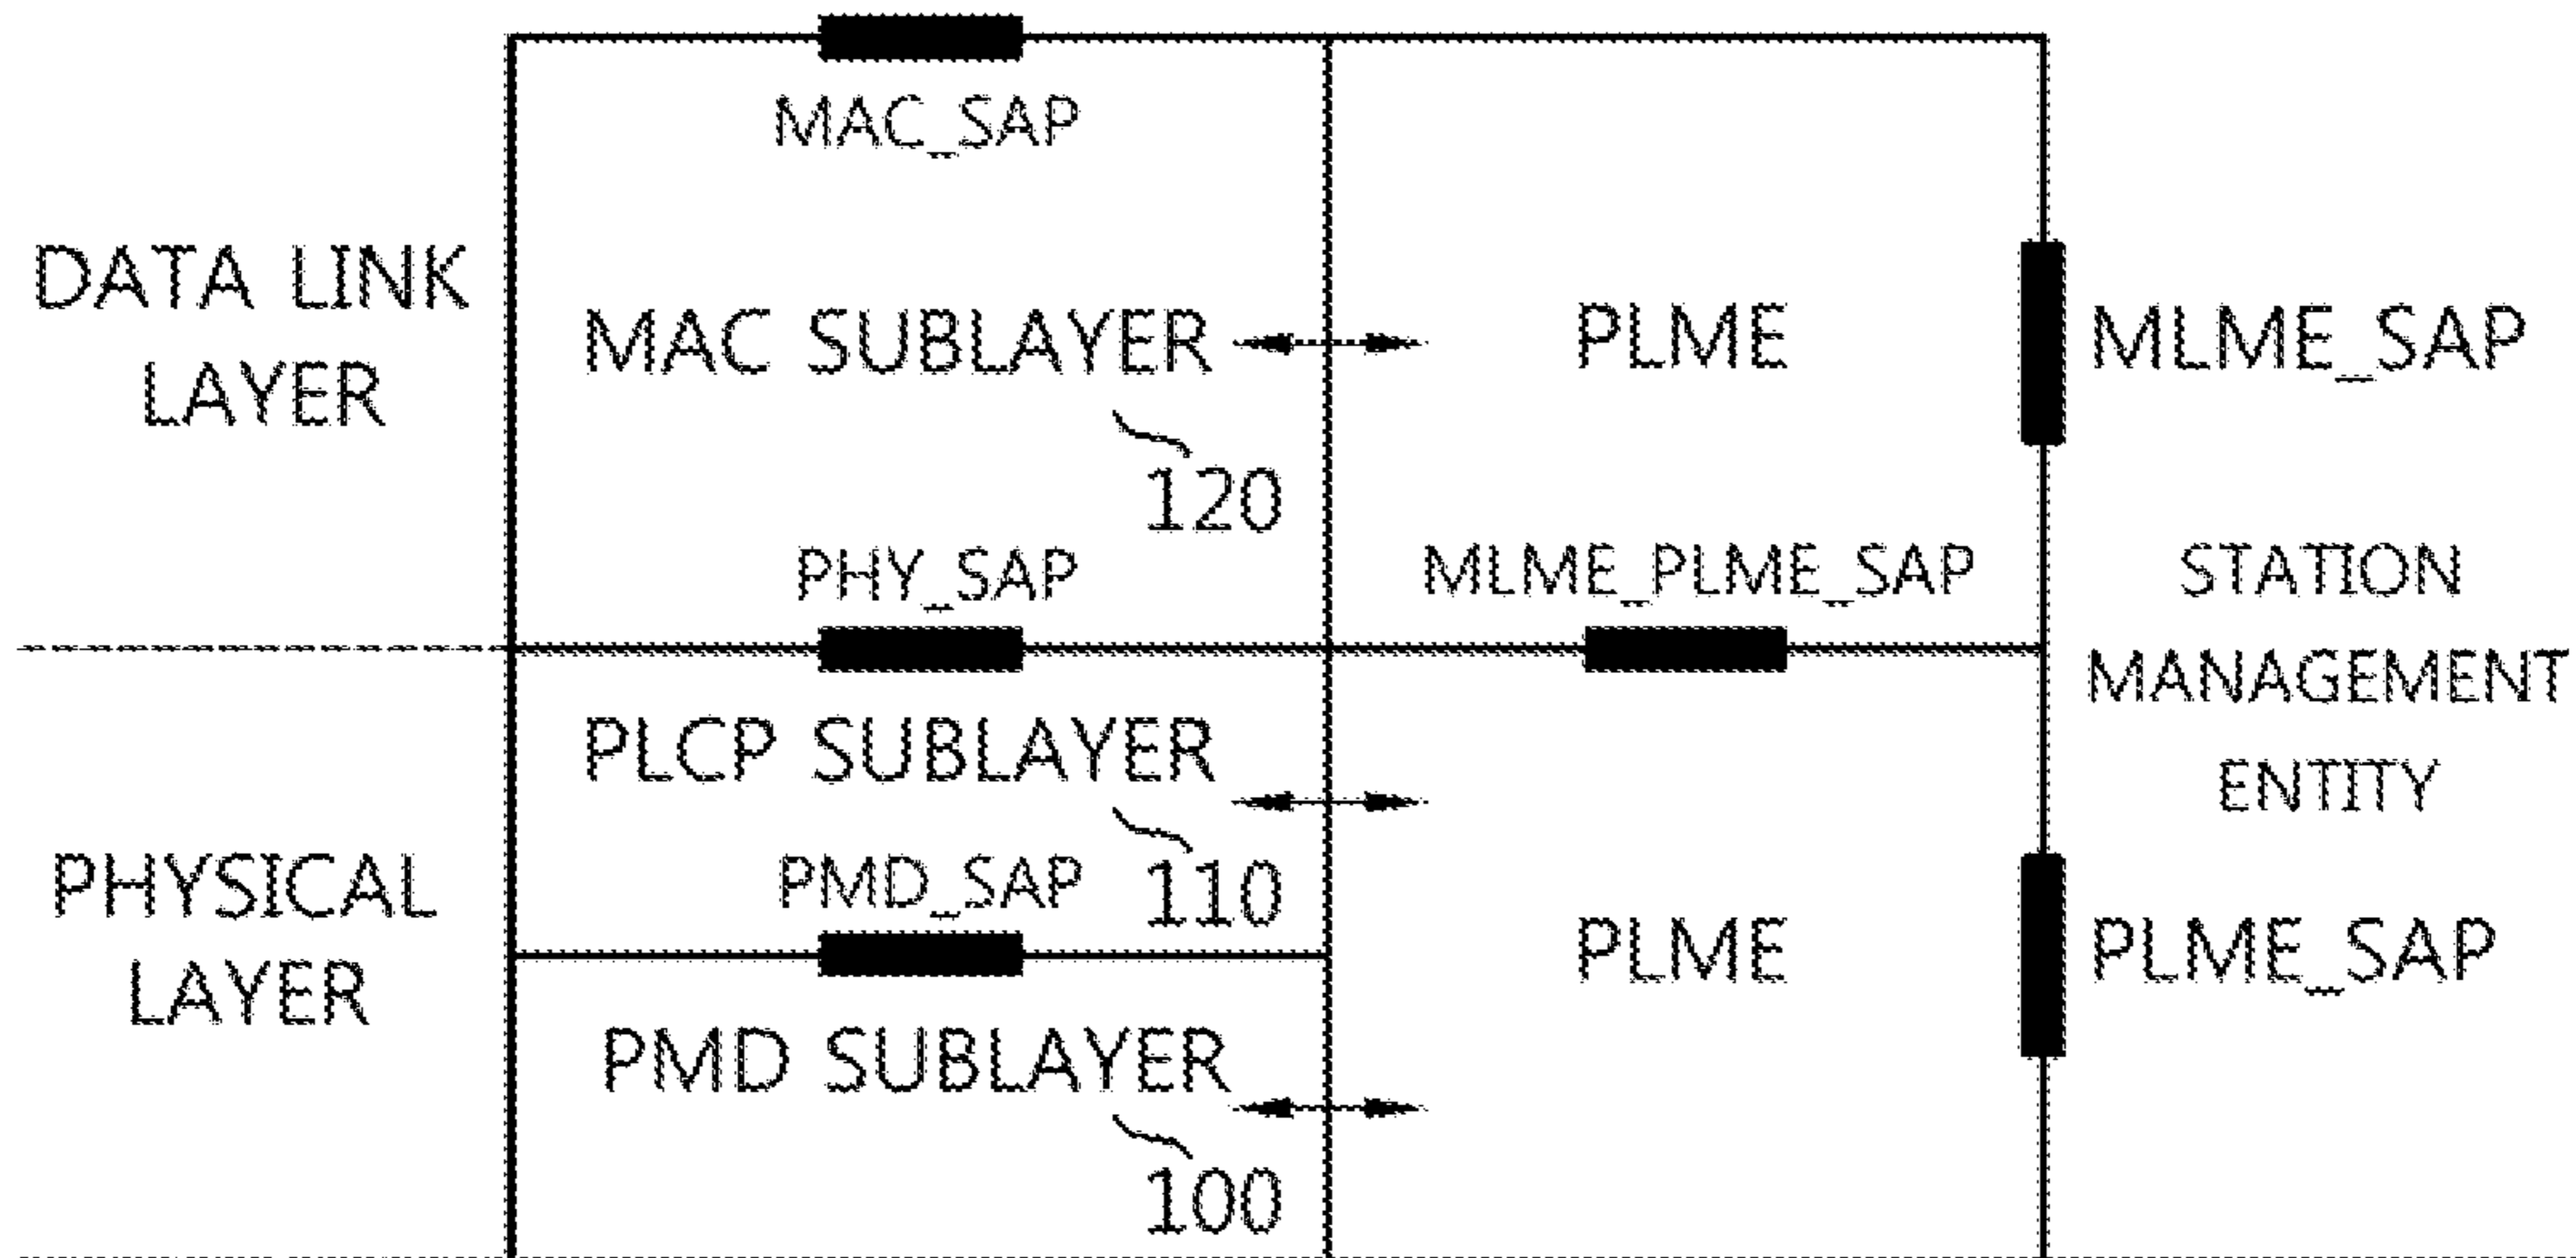 MAC_SAP
DATA LINK
LAYER
MAC SUBLAYER
120
PLME
MLME_SAP
PHY_SAP
MLME_PLME_SAP
STATION
MANAGEMENT
ENTITY
PHYSICAL
LAYER
PLCP SUBLAYER
110
PMD_SAP
PLME
PLME_SAP
PMD SUBLAYER
100